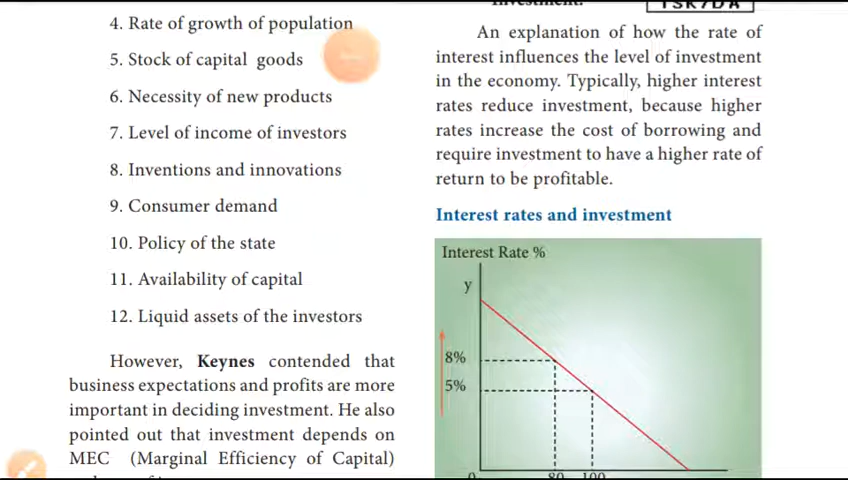 4. Rate of growth of population
5. Stock of capital goods
6. Necessity of new products
7. Level of income of investors
8. Inventions and innovations
9. Consumer demand
10. Policy of the state
11. Availability of capital
12. Liquid assets of the investors
However, Keynes contended that
business expectations and profits are more
important in deciding investment. He also
pointed out that investment depends on
MEC (Marginal Efficiency of Capital)
Investment.
An explanation of how the rate of
interest influences the level of investment
in the economy. Typically, higher interest
rates reduce investment, because higher
rates increase the cost of borrowing and
require investment to have a higher rate of
return to be profitable.
Interest rates and investment
Interest Rate %
y
8%
5%
0 80 100